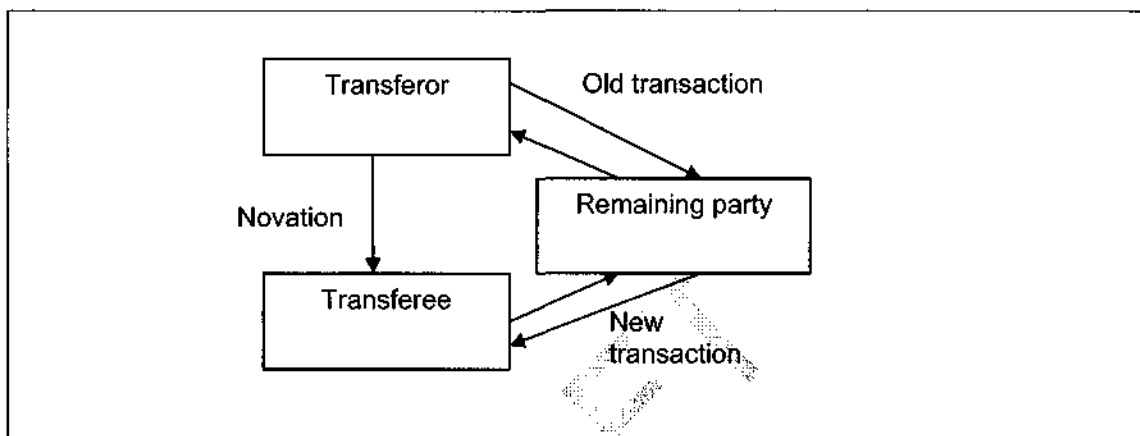 Transferor
Old transaction
Remaining party
Novation
Transferee
New
transaction